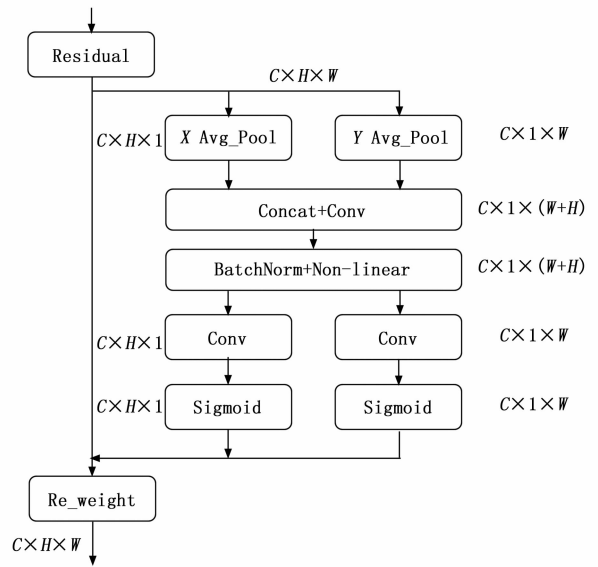 Residual
C×H×W
C×H×1 X Avg_Pool Y Avg_Pool C×1×W
Concat+Conv C×1×(W+H)
BatchNorm+Non-linear C×1×(W+H)
C×H×1 Conv Conv C×1×W
C×H×1 Sigmoid Sigmoid C×1×W
Re_weight
C×H×W